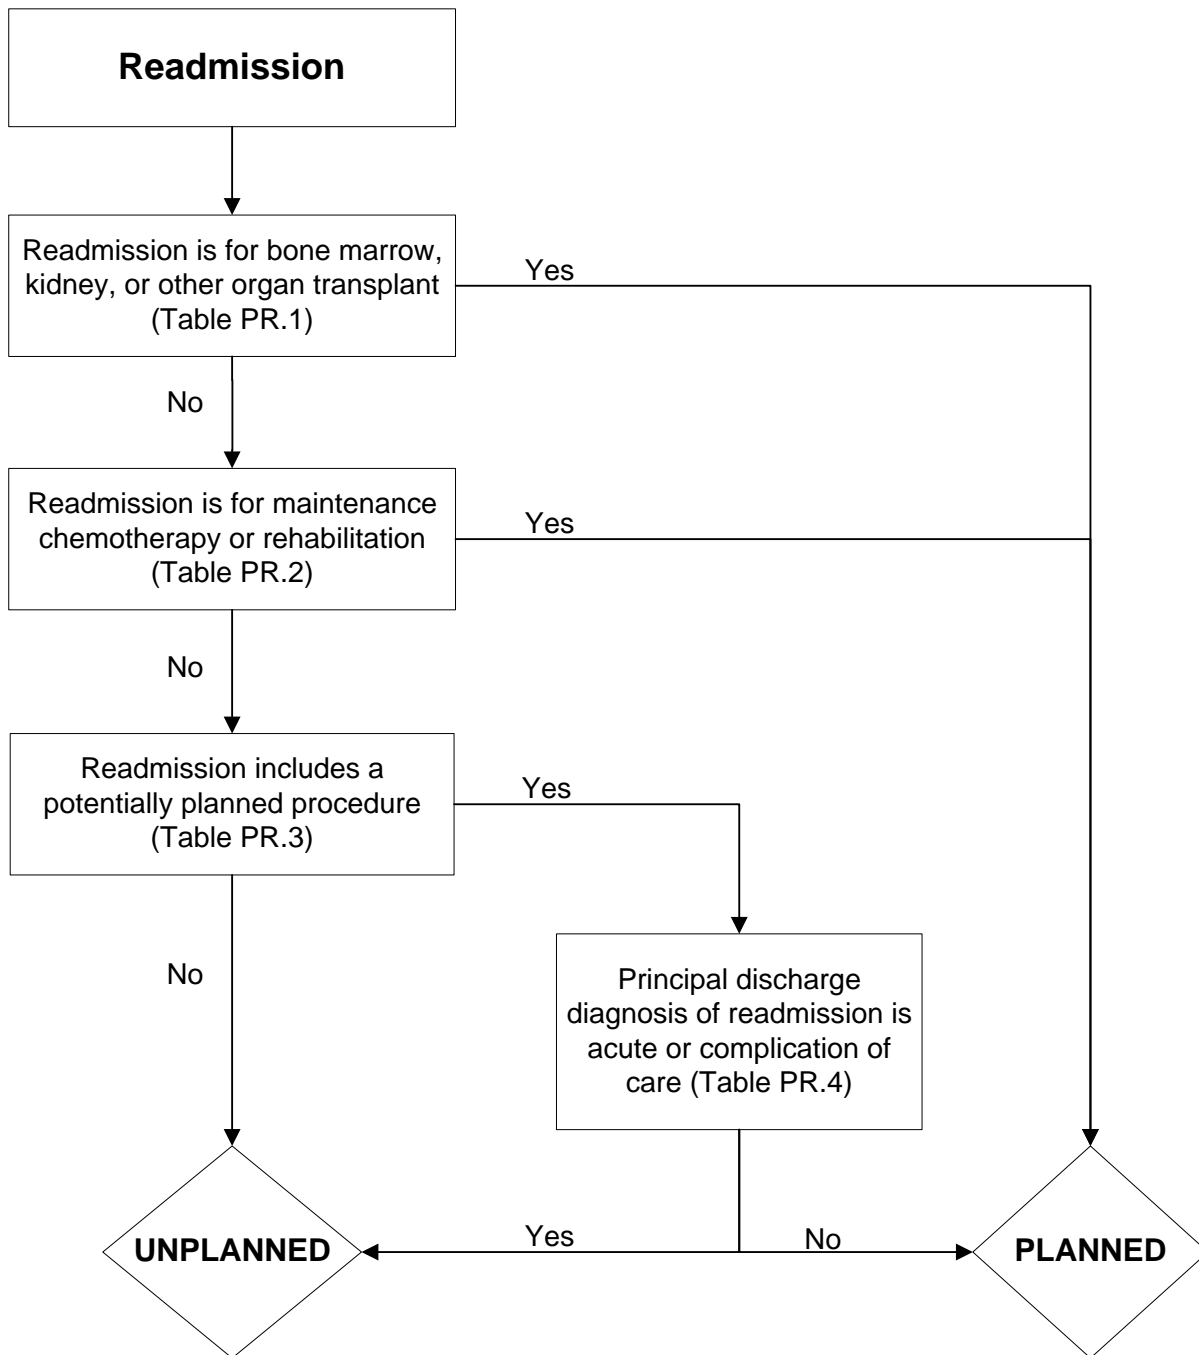 Readmission
Readmission is for bone marrow,
kidney, or other organ transplant
(Table PR.1)
Yes
No
Readmission is for maintenance
chemotherapy or rehabilitation
(Table PR.2)
Yes
No
Readmission includes a
potentially planned procedure
(Table PR.3)
Yes
No
Principal discharge
diagnosis of readmission is
acute or complication of
care (Table PR.4)
UNPLANNED
Yes
No
PLANNED